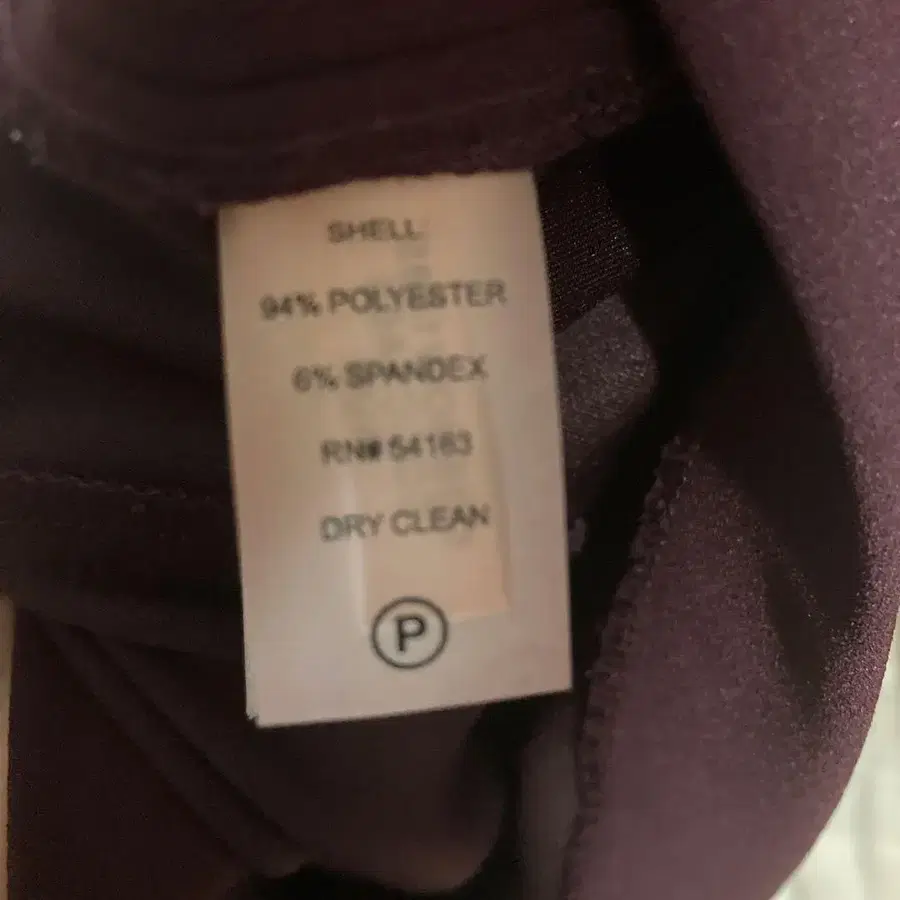 SHELL:
94% POLYESTER
6% SPANDEX
RN# 54163
DRY CLEAN
P